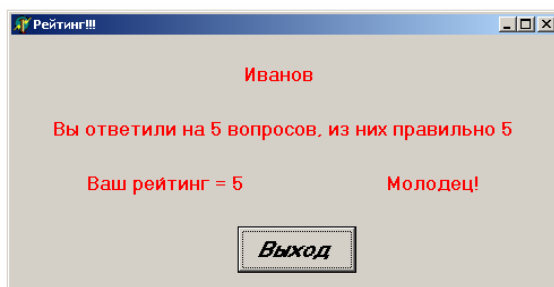 Рейтинг!!!
Иванов
Вы ответили на 5 вопросов, из них правильно 5
Ваш рейтинг = 5 Молодец!
Выход